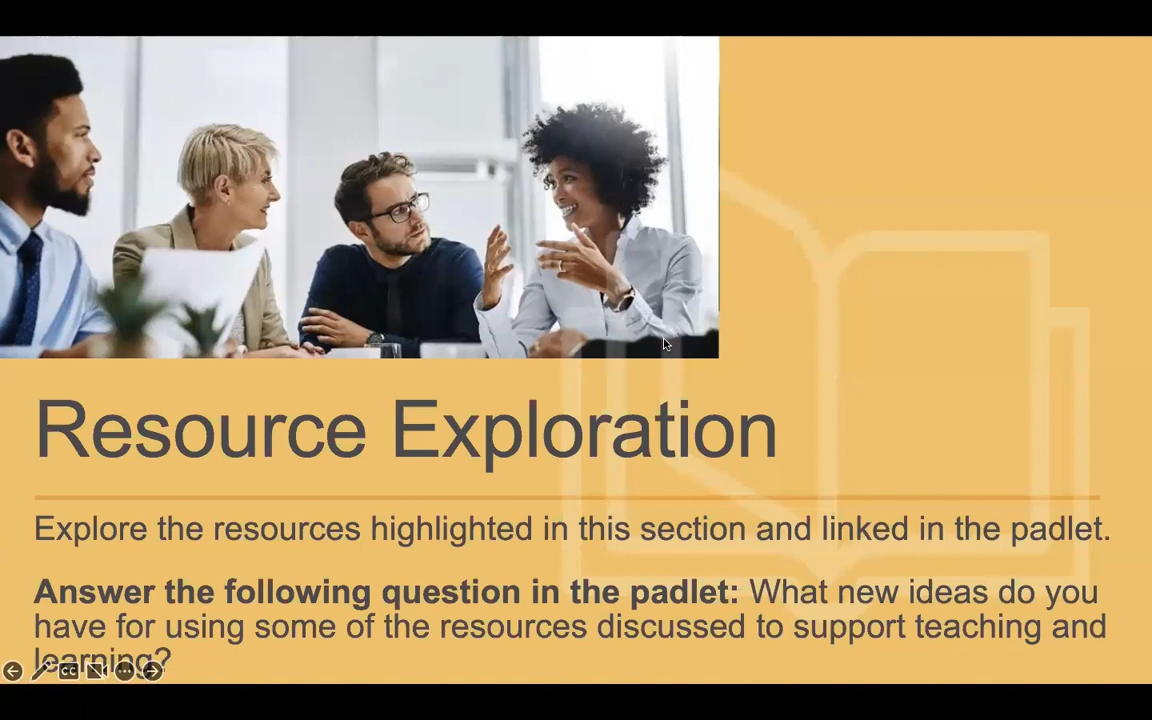 Resource Exploration
Explore the resources highlighted in this section and linked in the padlet.
Answer the following question in the padlet: What new ideas do you
have for using some of the resources discussed to support teaching and
learning?
CC